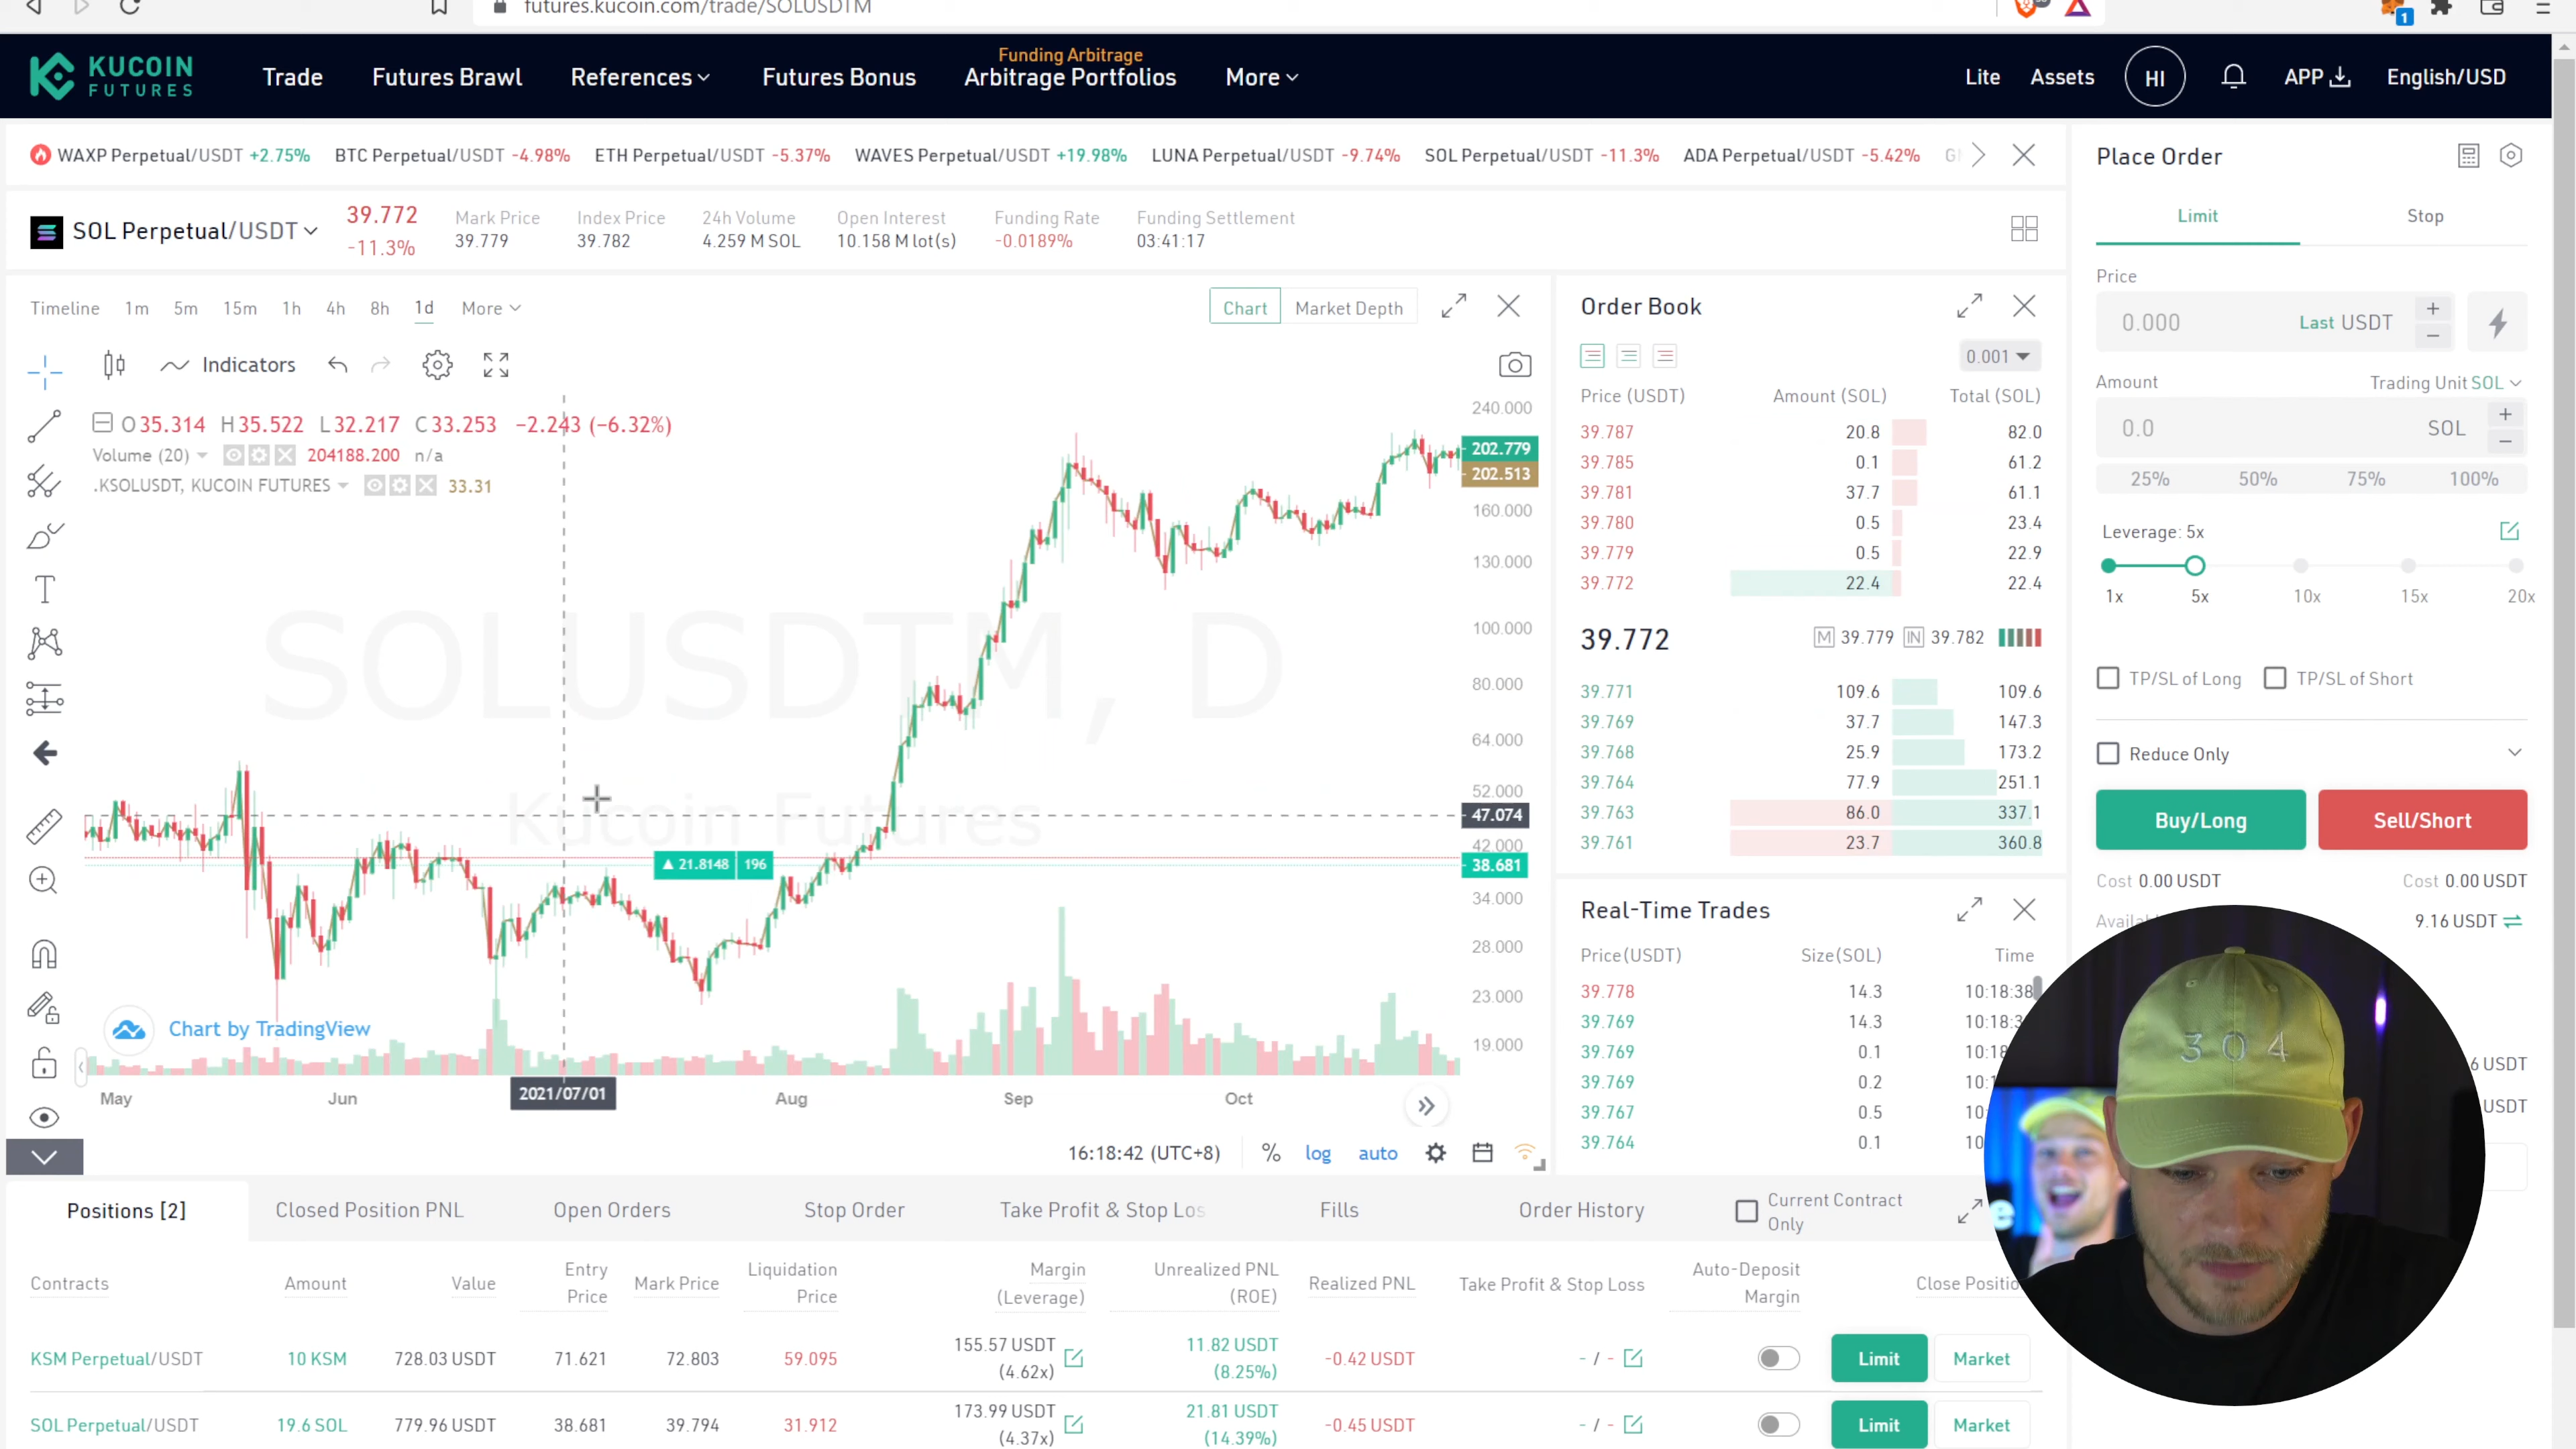 futures.kucoin.com/trade/SOLUSDTM
1
KUCOIN
FUTURES
Trade
Futures Brawl
References
Futures Bonus
Funding Arbitrage
Arbitrage Portfolios
More
Lite
Assets
HI
APP
English/USD
WAXP Perpetual/USDT +2.75%
BTC Perpetual/USDT -4.98%
ETH Perpetual/USDT -5.37%
WAVES Perpetual/USDT +19.98%
LUNA Perpetual/USDT -9.74%
SOL Perpetual/USDT -11.3%
ADA Perpetual/USDT -5.42%
SOL Perpetual/USDT
39.772
-11.3%
Mark Price
39.779
Index Price
39.782
24h Volume
4.259 M SOL
Open Interest
10.158 M lot(s)
Funding Rate
-0.0189%
Funding Settlement
03:41:17
Timeline 1m 5m 15m 1h 4h 8h 1d More
Chart Market Depth
Indicators
O35.314 H35.522 L32.217 C33.253 −2.243 (−6.32%)
Volume (20) 204188.200 n/a
.KSOLUSDT, KUCOIN FUTURES 33.31
SOLUSDTM, D
Kucoin Futures
240.000
202.779
202.513
160.000
130.000
100.000
80.000
64.000
52.000
47.074
42.000
38.681
34.000
28.000
23.000
19.000
21.8148 196
Chart by TradingView
May Jun 2021/07/01 Aug Sep Oct
16:18:42 (UTC+8) % log auto
Order Book
0.001
Price (USDT) Amount (SOL) Total (SOL)
39.787 20.8 82.0
39.785 0.1 61.2
39.781 37.7 61.1
39.780 0.5 23.4
39.779 0.5 22.9
39.772 22.4 22.4
39.772 M 39.779 IN 39.782
39.771 109.6 109.6
39.769 37.7 147.3
39.768 25.9 173.2
39.764 77.9 251.1
39.763 86.0 337.1
39.761 23.7 360.8
Real-Time Trades
Price(USDT) Size(SOL) Time
39.778 14.3 10:18:38
39.769 14.3 10:18:3
39.769 0.1 10:18
39.769 0.2 10:
39.767 0.5 10:
39.764 0.1 10
Place Order
Limit Stop
Price
0.000 Last USDT
Amount Trading Unit SOL
0.0 SOL
25% 50% 75% 100%
Leverage: 5x
1x 5x 10x 15x 20x
TP/SL of Long TP/SL of Short
Reduce Only
Buy/Long Sell/Short
Cost 0.00 USDT Cost 0.00 USDT
9.16 USDT
6 USDT
USDT
304
Positions [2]
Closed Position PNL
Open Orders
Stop Order
Take Profit & Stop Los
Fills
Order History
Current Contract
Only
Contracts
Amount
Value
Entry
Price
Mark Price
Liquidation
Price
Margin
(Leverage)
Unrealized PNL
(ROE)
Realized PNL
Take Profit & Stop Loss
Auto-Deposit
Margin
Close Positio
KSM Perpetual/USDT 10 KSM 728.03 USDT 71.621 72.803 59.095 155.57 USDT
(4.62x) 11.82 USDT
(8.25%) -0.42 USDT - / - Limit Market
SOL Perpetual/USDT 19.6 SOL 779.96 USDT 38.681 39.794 31.912 173.99 USDT
(4.37x) 21.81 USDT
(14.39%) -0.45 USDT - / - Limit Market